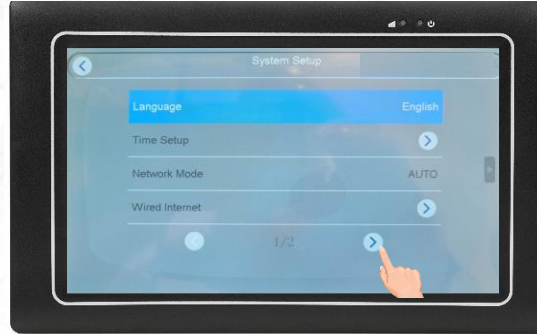 System Setup
Language English
Time Setup
Network Mode AUTO
Wired Internet
1/2